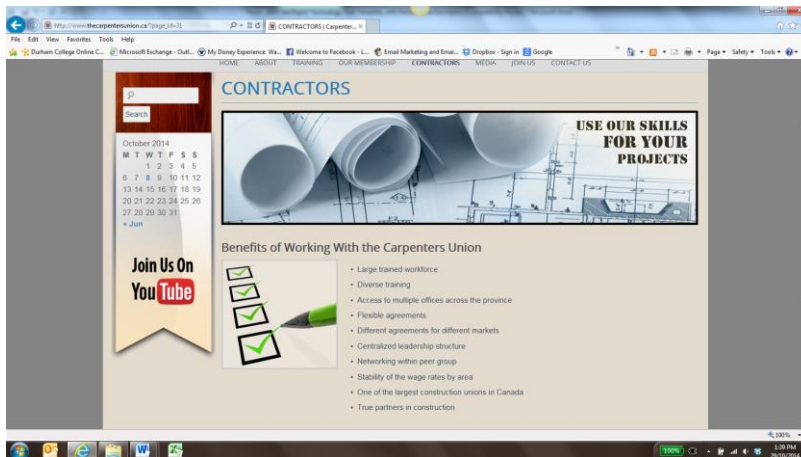 http://www.thecarpentersunion.ca/?page_id=31
CONTRACTORS | Carpenter...
File Edit View Favorites Tools Help
Durham College Online C... Microsoft Exchange - Outl... My Disney Experience: Wa... Welcome to Facebook - L... Email Marketing and Emai... Dropbox - Sign in Google
Page Safety Tools
HOME ABOUT TRAINING OUR MEMBERSHIP CONTRACTORS MEDIA JOIN US CONTACT US
CONTRACTORS
Search
USE OUR SKILLS
FOR YOUR
PROJECTS
October 2014
M T W T F S S
1 2 3 4 5
6 7 8 9 10 11 12
13 14 15 16 17 18 19
20 21 22 23 24 25 26
27 28 29 30 31
« Jun
Join Us On
YouTube
Benefits of Working With the Carpenters Union
• Large trained workforce
• Diverse training
• Access to multiple offices across the province
• Flexible agreements
• Different agreements for different markets
• Centralized leadership structure
• Networking within peer group
• Stability of the wage rates by area
• One of the largest construction unions in Canada
• True partners in construction
100%
100%
1:39 PM
29/10/2014